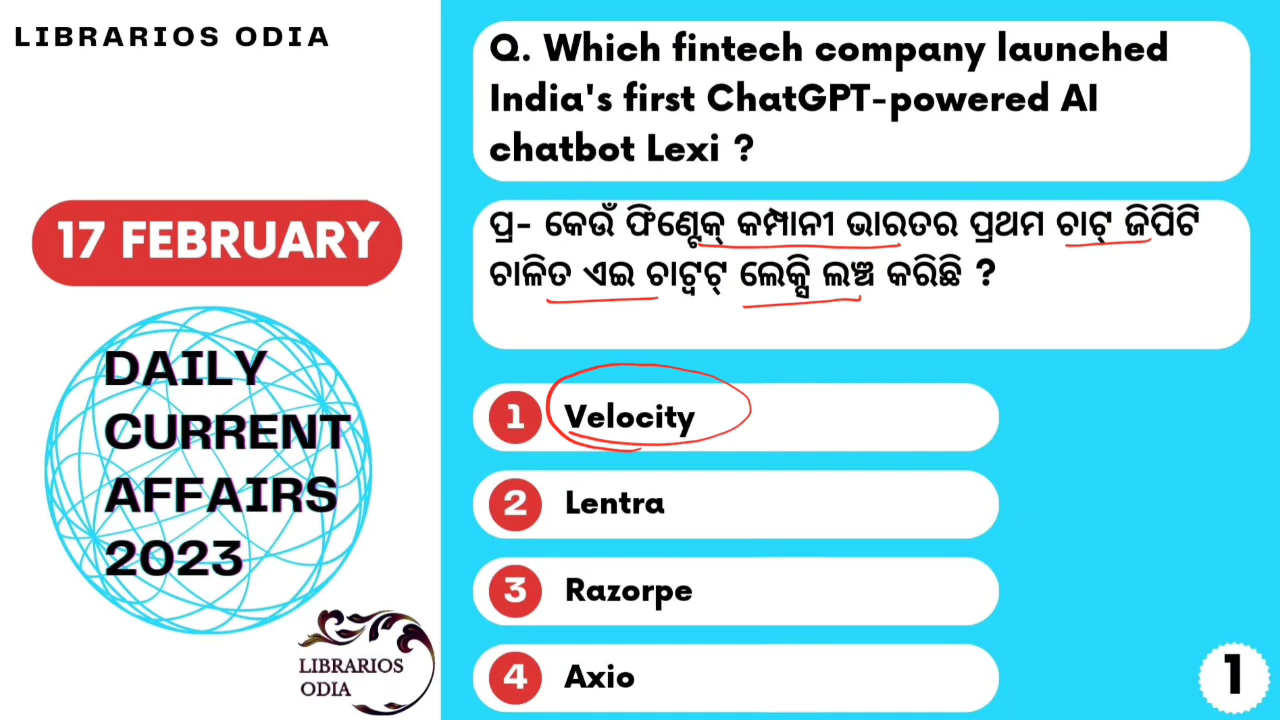 LIBRARIOS ODIA
17 FEBRUARY
DAILY
CURRENT
AFFAIRS
2023
LIBRARIOS
ODIA
Q. Which fintech company launched
India's first ChatGPT-powered AI
chatbot Lexi ?
ପ୍ର- କେଉଁ ଫିଣ୍ଟେକ୍ କମ୍ପାନୀ ଭାରତର ପ୍ରଥମ ଚାଟ୍ ଜିପିଟି
ଚାଳିତ ଏଇ ଚାଟ୍ବଟ୍ ଲେକ୍ସି ଲଞ୍ଚ କରିଛି ?
1 Velocity
2 Lentra
3 Razorpe
4 Axio
1